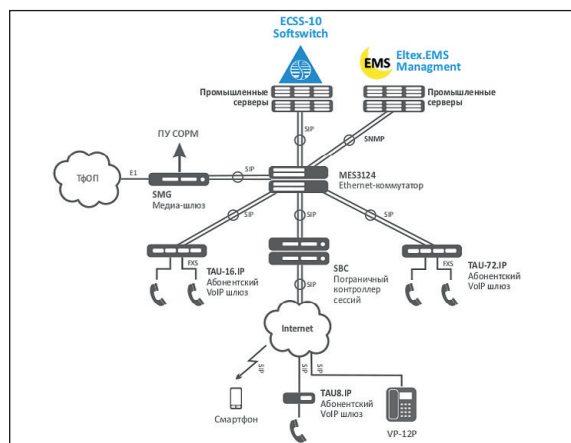 ECSS-10
Softswitch
EMS
Eltex.EMS
Managment
Промышленные
серверы
Промышленные
серверы
SIP
SNMP
ПУ СОРМ
ТфОП
E1
SIP
SMG
Медиа-шлюз
MES3124
Ethernet-коммутатор
SIP
SIP
SIP
FXS
TAU-16.IP
Абонентский
VoIP шлюз
SBC
Пограничный
контроллер
сессий
FXS
TAU-72.IP
Абонентский
VoIP шлюз
SIP
Internet
SIP
SIP
SIP
Смартфон
TAU8.IP
Абонентский
VoIP шлюз
VP-12P